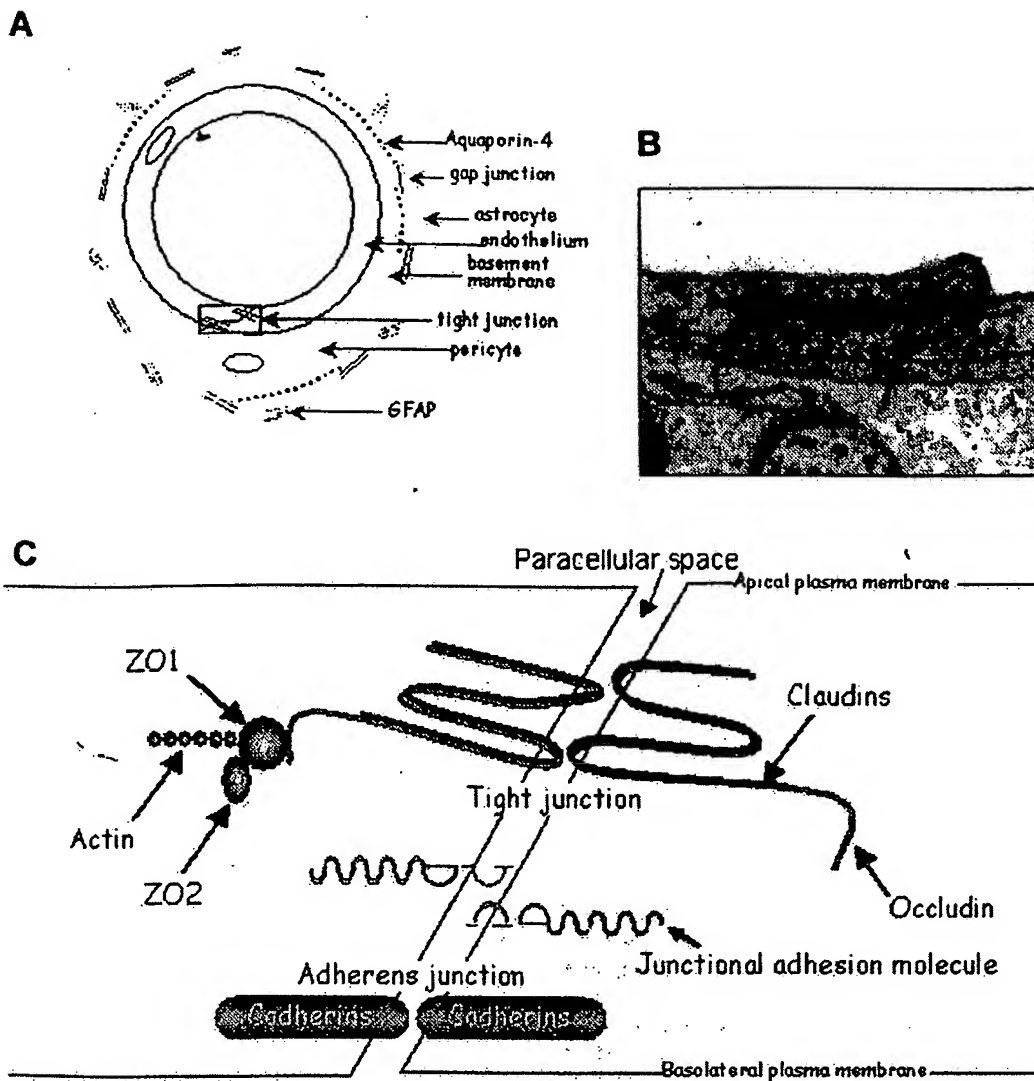 A
Aquaporin-4
gap junction
astrocyte
endothelium
basement
membrane
tight junction
pericyte
GFAP
B
C
Paracellular space
Apical plasma membrane
ZO1
Claudins
Tight junction
Actin
ZO2
Occludin
Junctional adhesion molecule
Adherens junction
Cadherins Cadherins
Basolateral plasma membrane